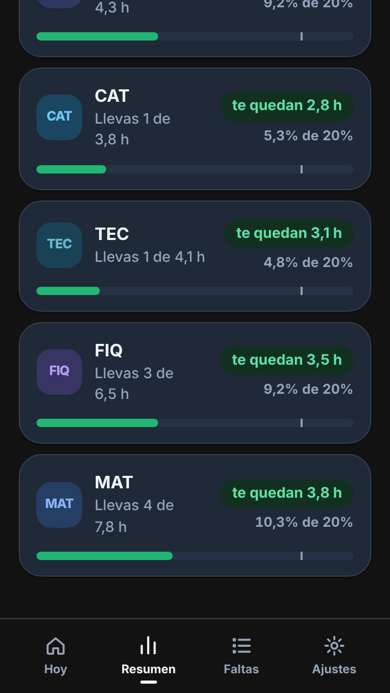 9,2% de 20%
4,3 h
CAT
CAT
Llevas 1 de
3,8 h
te quedan 2,8 h
5,3% de 20%
TEC
TEC
Llevas 1 de 4,1 h
te quedan 3,1 h
4,8% de 20%
FIQ
FIQ
Llevas 3 de
6,5 h
te quedan 3,5 h
9,2% de 20%
MAT
MAT
Llevas 4 de
7,8 h
te quedan 3,8 h
10,3% de 20%
Hoy
Resumen
Faltas
Ajustes